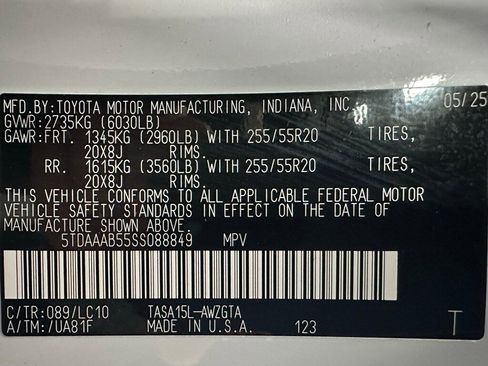 MFD.BY:TOYOTA MOTOR MANUFACTURING, INDIANA, INC. 05/25
GVWR:2735KG (6030LB)
GAWR:FRT. 1345KG (2960LB) WITH 255/55R20 TIRES,
20X8J RIMS.
RR. 1615KG (3560LB) WITH 255/55R20 TIRES,
20X8J RIMS.
THIS VEHICLE CONFORMS TO ALL APPLICABLE FEDERAL MOTOR
VEHICLE SAFETY STANDARDS IN EFFECT ON THE DATE OF
MANUFACTURE SHOWN ABOVE.
5TDAAAB55SS088849 MPV
C/TR:089/LC10 TASA15L-AWZGTA
A/TM:/UA81F MADE IN U.S.A. 123 T